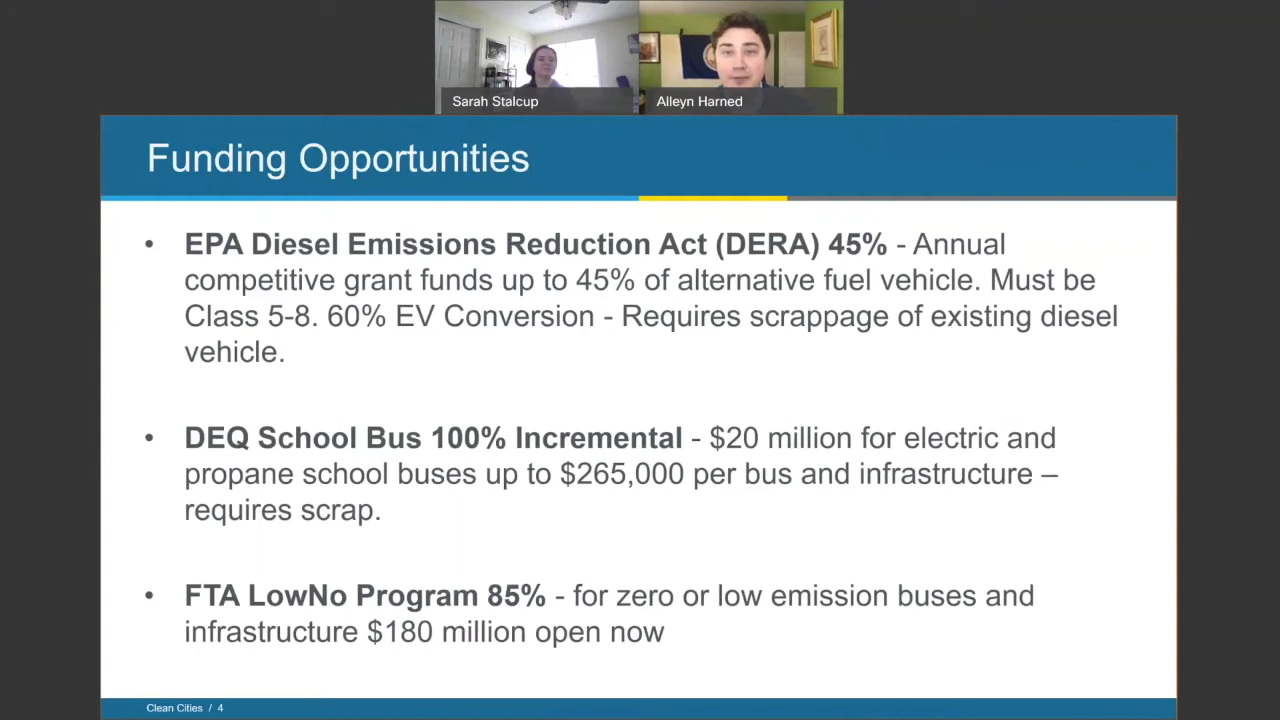 Sarah Stalcup
Alleyn Harned
Funding Opportunities
• EPA Diesel Emissions Reduction Act (DERA) 45% - Annual
competitive grant funds up to 45% of alternative fuel vehicle. Must be
Class 5-8. 60% EV Conversion - Requires scrappage of existing diesel
vehicle.
• DEQ School Bus 100% Incremental - $20 million for electric and
propane school buses up to $265,000 per bus and infrastructure –
requires scrap.
• FTA LowNo Program 85% - for zero or low emission buses and
infrastructure $180 million open now
Clean Cities / 4